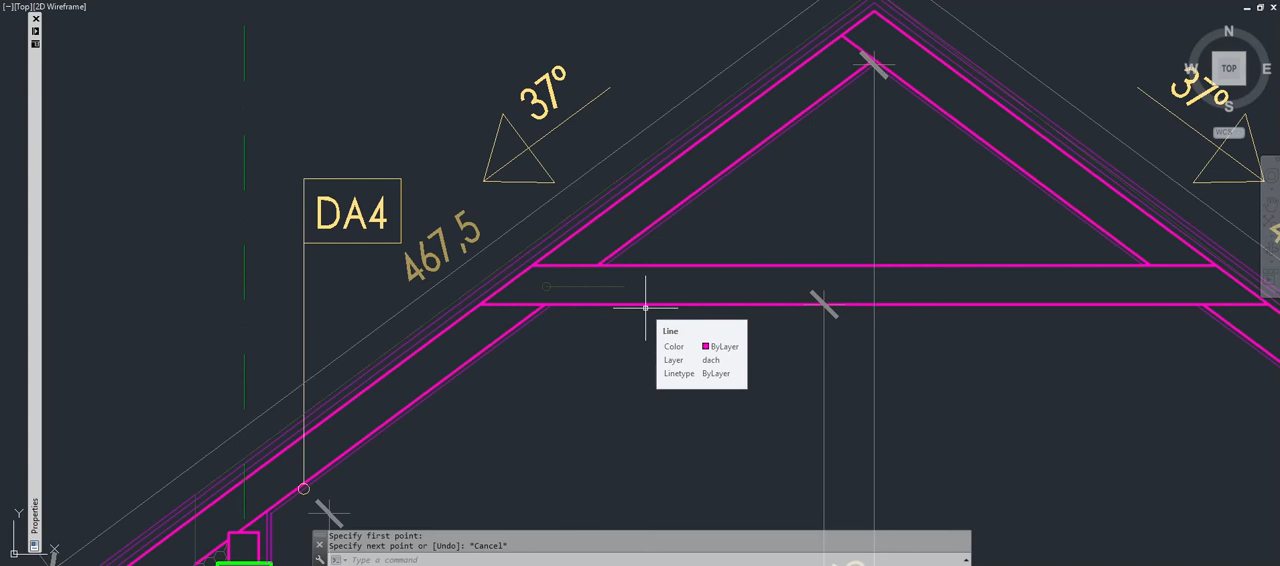 [−][Top][2D Wireframe]
N
W
TOP
E
S
WCS
37°
37°
DA4
467,5
Line
Color ByLayer
Layer dach
Linetype ByLayer
Properties
Y
X
Specify first point:
Specify next point or [Undo]: *Cancel*
Type a command